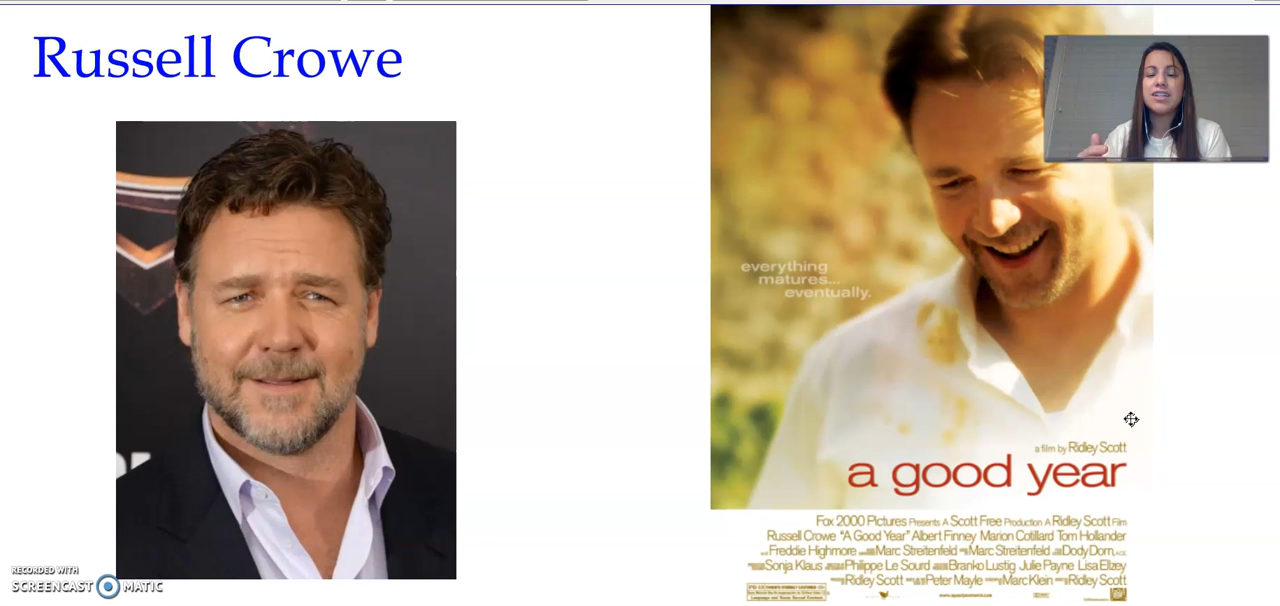 Russell Crowe
everything
matures...
eventually.
a film by Ridley Scott
a good year
Fox 2000 Pictures Presents A Scott Free Production A Ridley Scott Film
Russell Crowe "A Good Year" Albert Finney Marion Cotillard Tom Hollander
Freddie Highmore Marc Streitenfeld Marc Streitenfeld Dody Dorn, A.C.E.
Sonja Klaus Philippe Le Sourd Branko Lustig Julie Payne Lisa Ellzey
Ridley Scott Peter Mayle Marc Klein Ridley Scott
RECORDED WITH
SCREENCAST MATIC